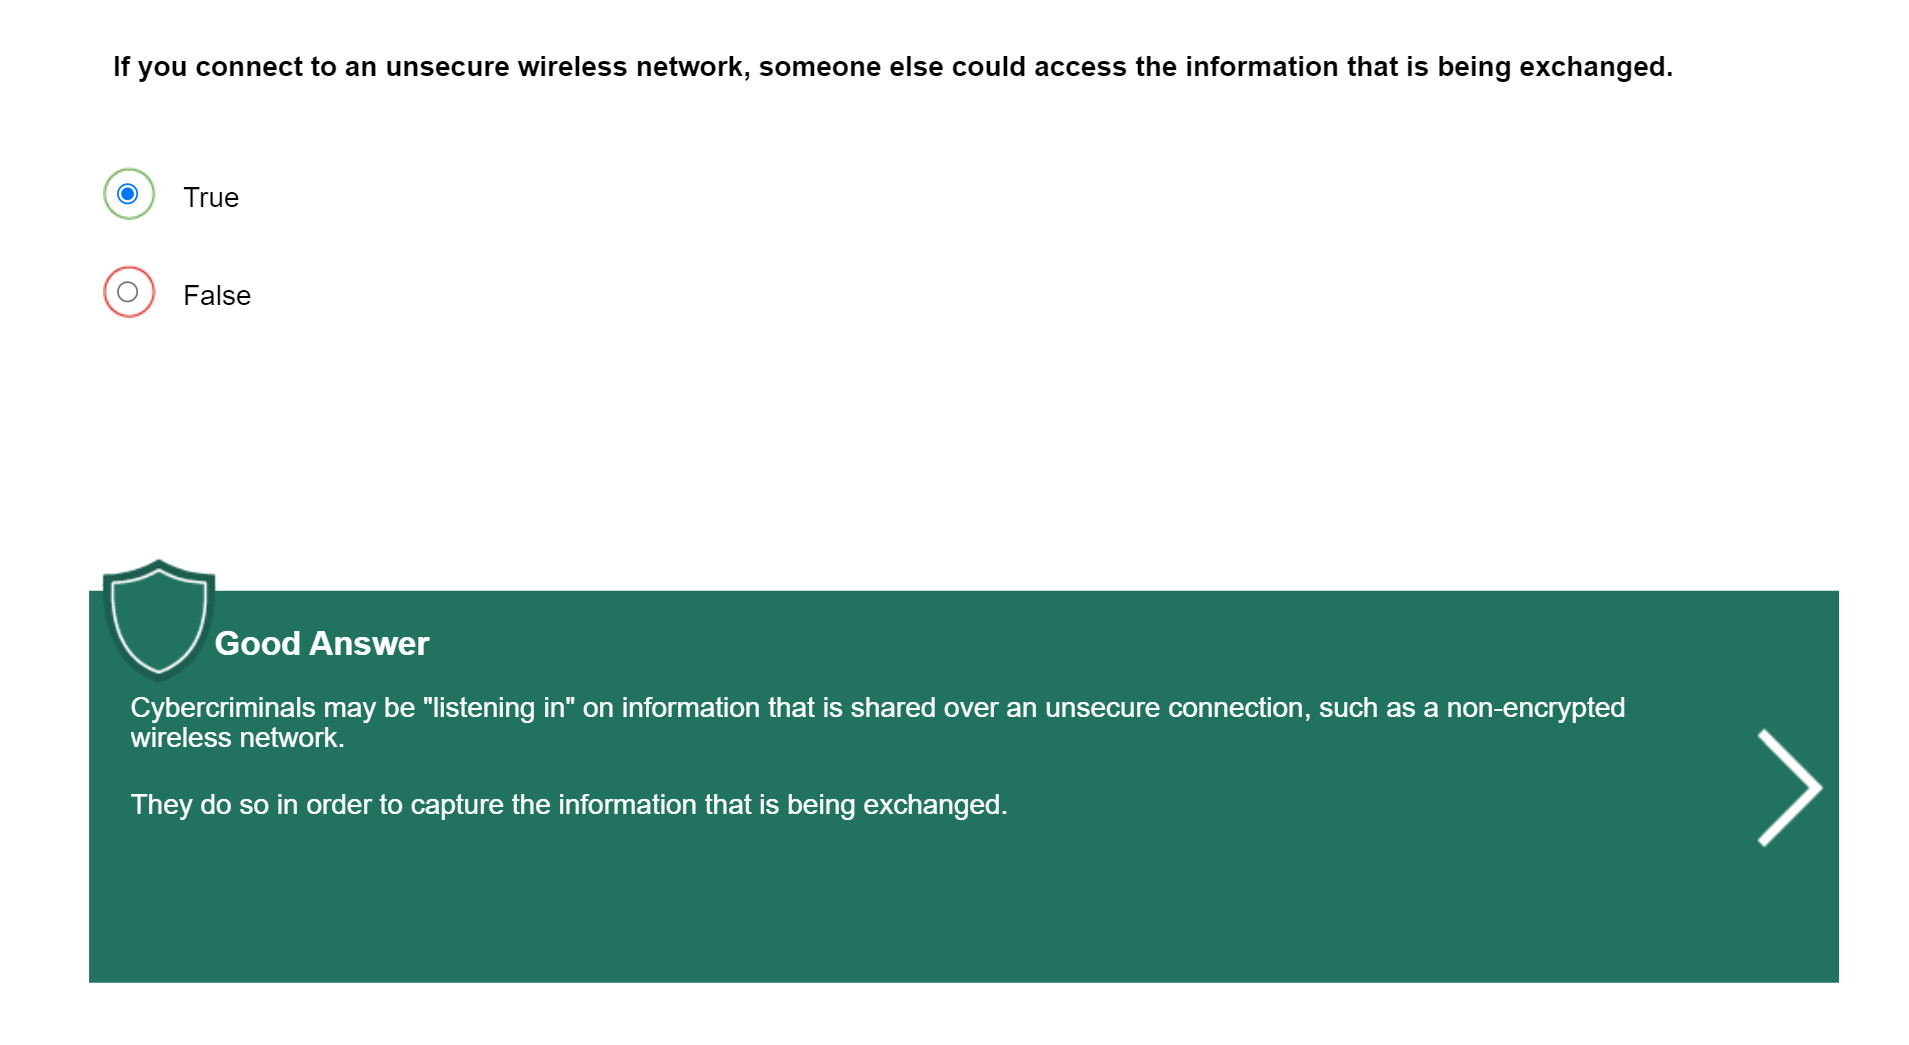 If you connect to an unsecure wireless network, someone else could access the information that is being exchanged.
True
False
Good Answer
Cybercriminals may be "listening in" on information that is shared over an unsecure connection, such as a non-encrypted
wireless network.
They do so in order to capture the information that is being exchanged.